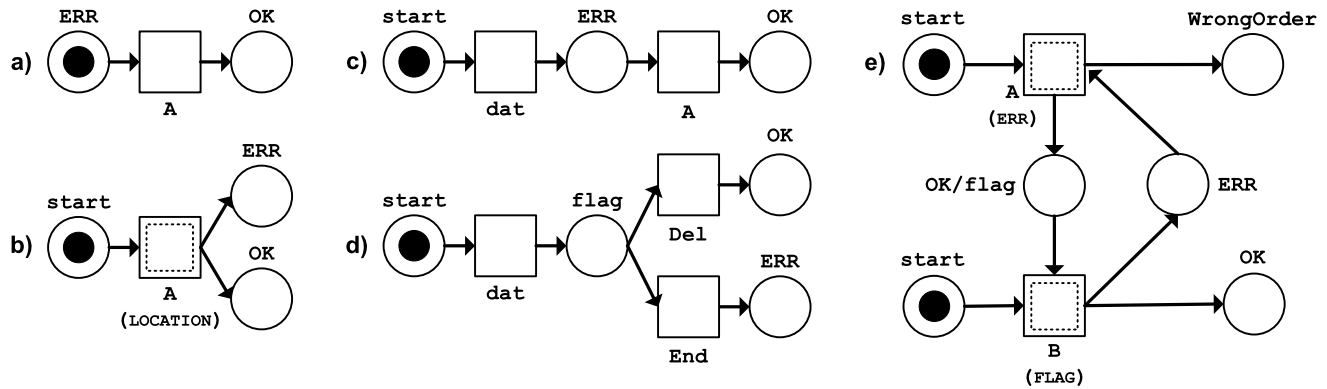 a)
ERR
A
OK
b)
start
A
(LOCATION)
ERR
OK
c)
start
dat
ERR
A
OK
d)
start
dat
flag
Del
OK
End
ERR
e)
start
A
(ERR)
WrongOrder
OK/flag
ERR
start
B
(FLAG)
OK